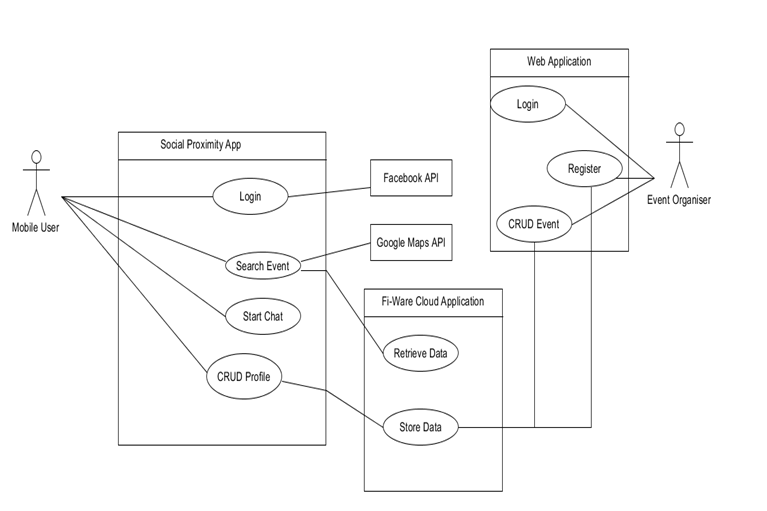 Web Application
Login
Social Proximity App
Register
Facebook API
Login
Mobile User
Event Organiser
CRUD Event
Google Maps API
Search Event
Fi-Ware Cloud Application
Start Chat
Retrieve Data
CRUD Profile
Store Data